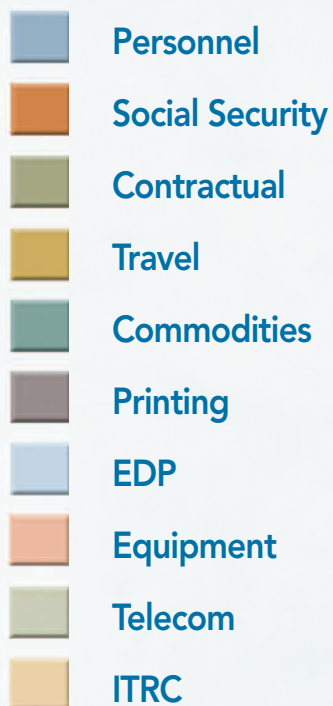 Personnel
Social Security
Contractual
Travel
Commodities
Printing
EDP
Equipment
Telecom
ITRC